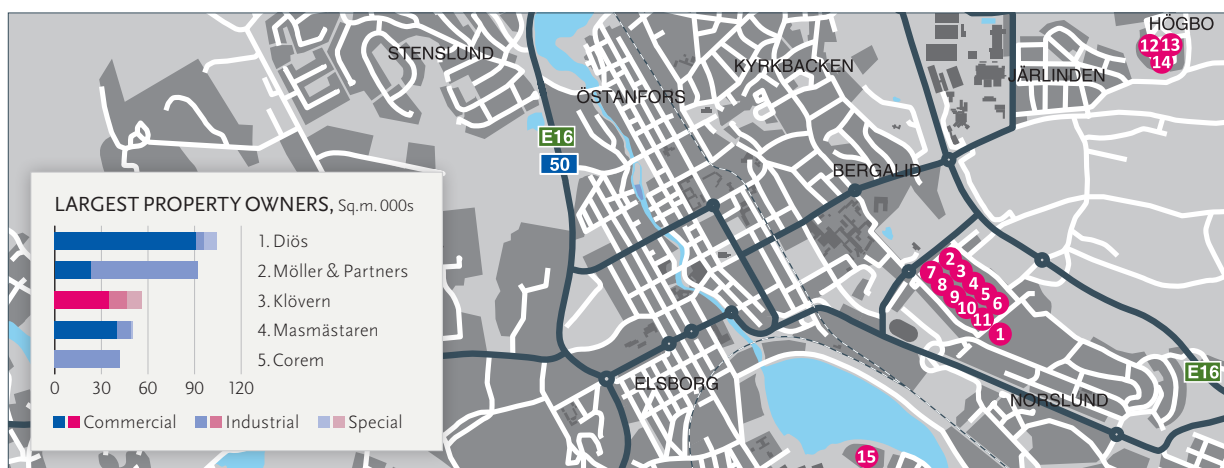 HÖGBO
12 13
14
STENSLUND
KYRKBACKEN
JÄRLINDEN
ÖSTANFORS
E16
50
BERGALID
LARGEST PROPERTY OWNERS, Sq.m. 000s
1. Diös
2. Möller & Partners
3. Klövern
4. Masmästaren
5. Corem
0 30 60 90 120
Commercial Industrial Special
2
7 3
8 4
9 5
10 6
11
1
E16
ELSBORG
NORSLUND
15